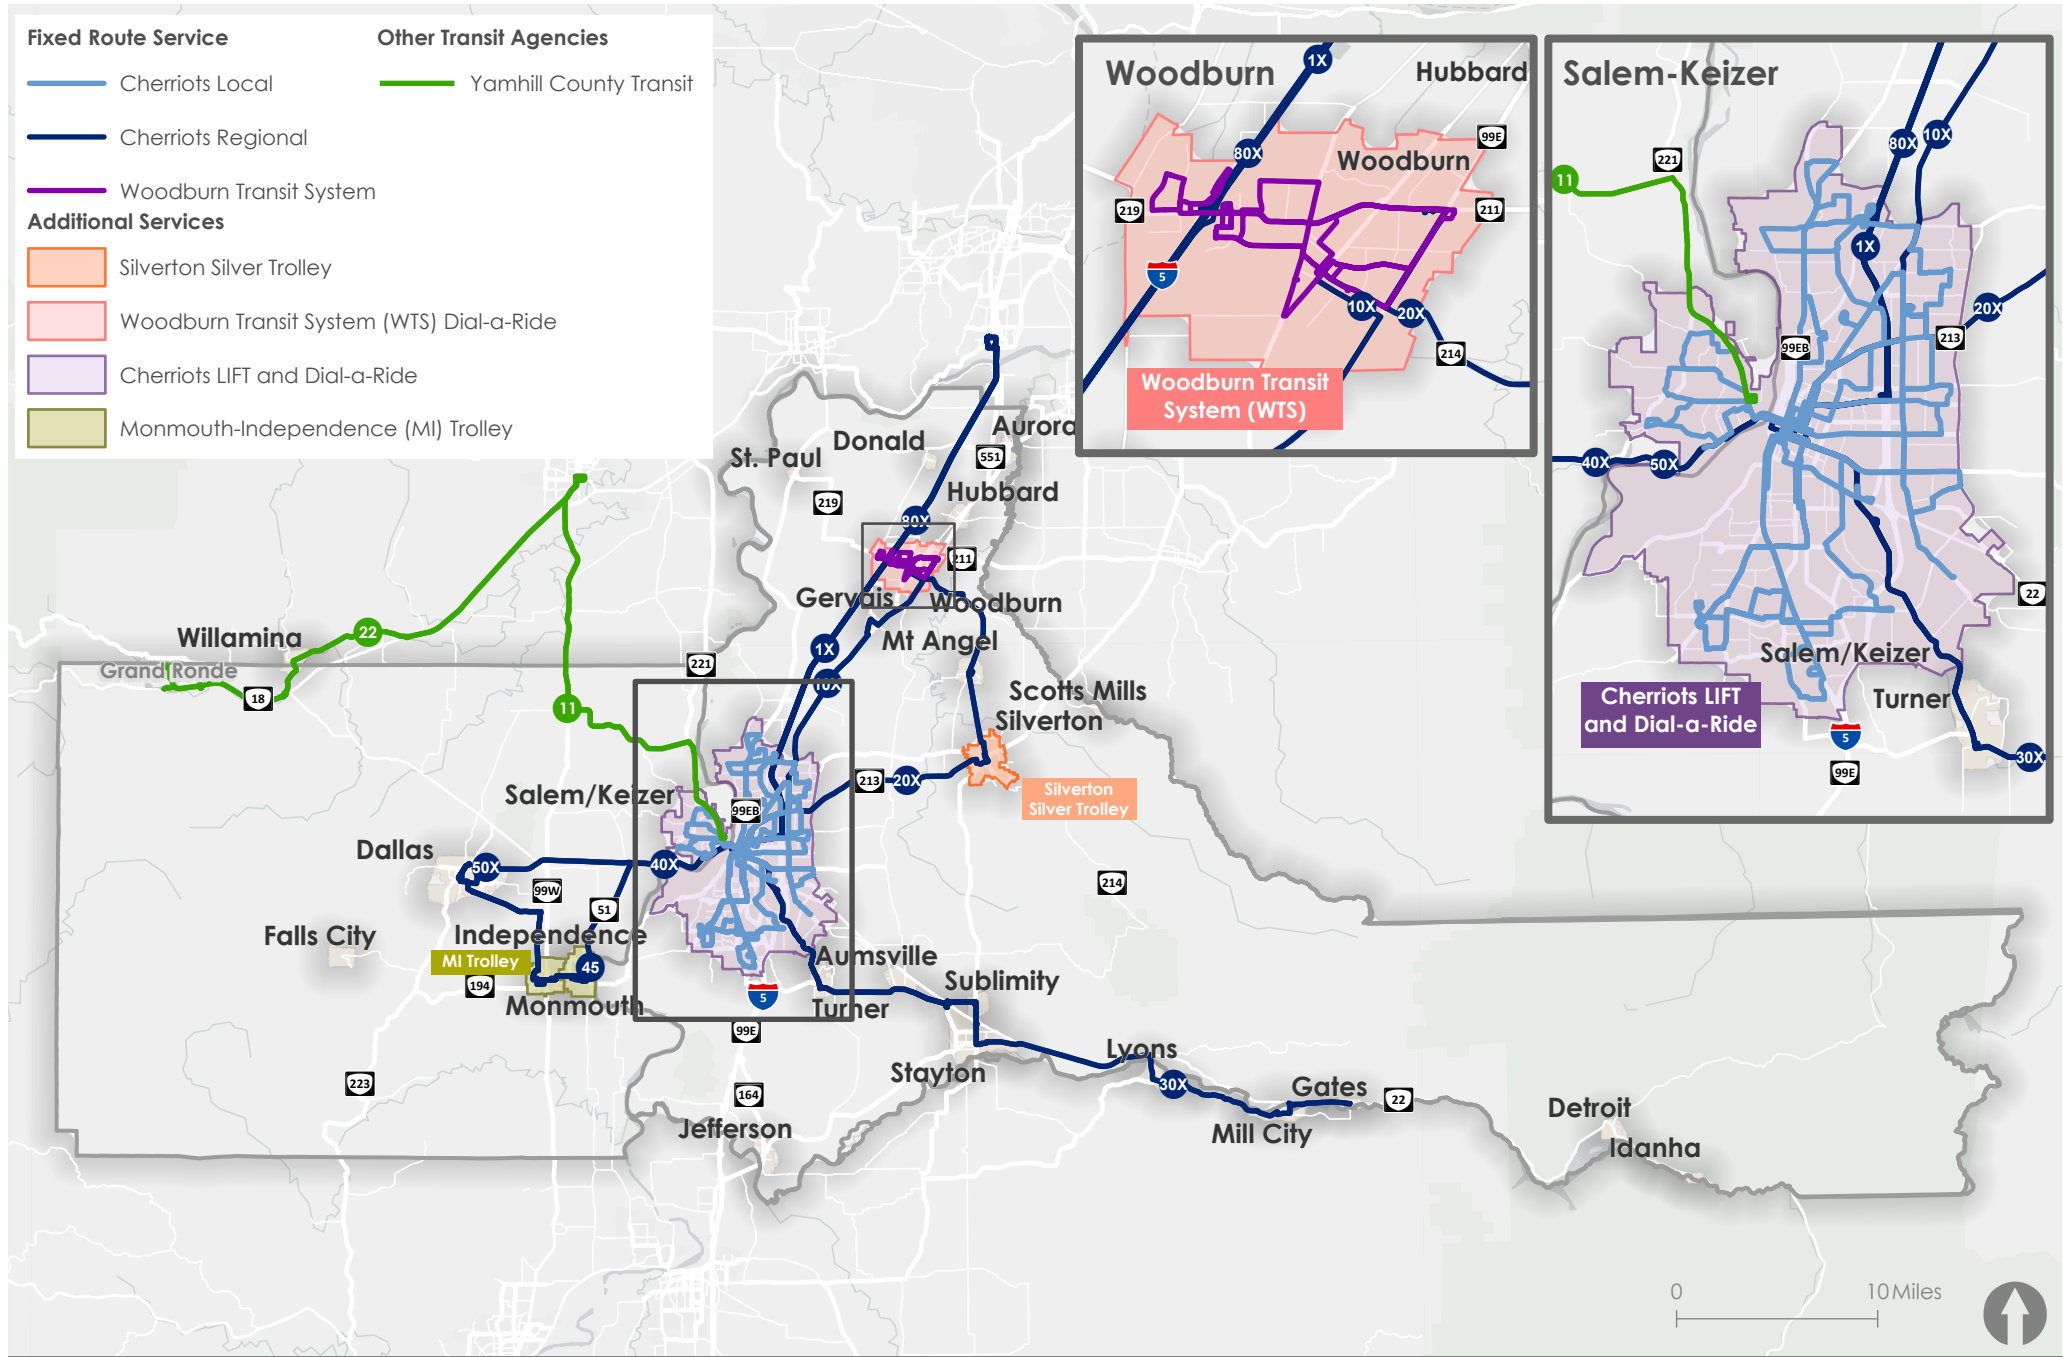 Fixed Route Service
Cherriots Local
Cherriots Regional
Woodburn Transit System
Other Transit Agencies
Yamhill County Transit
Additional Services
Silverton Silver Trolley
Woodburn Transit System (WTS) Dial-a-Ride
Cherriots LIFT and Dial-a-Ride
Monmouth-Independence (MI) Trolley
Woodburn
1X
Hubbard
99E
80X
Woodburn
219
211
5
10X
20X
214
Woodburn Transit
System (WTS)
Salem-Keizer
80X
10X
221
11
1X
20X
213
99EB
40X
50X
22
Salem/Keizer
Cherriots LIFT
and Dial-a-Ride
Turner
5
99E
30X
Aurora
Donald
551
St. Paul
Hubbard
219
80X
211
Gervais
Woodburn
22
Willamina
Mt Angel
1X
221
Grand Ronde
10X
18
Scotts Mills
11
Silverton
213
20X
Silverton
Silver Trolley
Salem/Keizer
99EB
Dallas
50X
40X
99W
214
51
Falls City
Independence
MI Trolley
45
Aumsville
194
Sublimity
5
Monmouth
Turner
99E
Lyons
Stayton
223
30X
Gates
164
22
Detroit
Jefferson
Mill City
Idanha
0
10 Miles